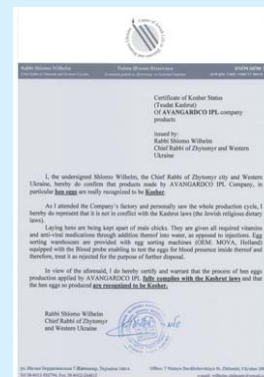 Rabbi Shlomo Wilhelm
Certificate of Kosher Status
(Teudat Kashrut)
Of AVANGARDCO IPL company
products
issued by:
Rabbi Shlomo Wilhelm
Chief Rabbi of Zhytomyr and Western
Ukraine
I, the undersigned Shlomo Wilhelm, the Chief Rabbi of Zhytomyr city and Western
Ukraine, hereby do confirm that products made by AVANGARDCO IPL Company, in
particular hen eggs are really recognized to be Kosher.
As I attended the Company's factory and personally saw the whole production cycle, I
hereby do represent that it is not in conflict with the Kashrut laws (the Jewish religious dietary
laws).
Laying hens are being kept apart of male chicks. They are given all required vitamins
and anti-viral medications through addition thereof into water, as opposed to injections. Egg
sorting warehouses are provided with egg sorting machines (OEM: MOVA, Holland)
equipped with the Blood probe enabling to test the eggs for blood presence inside thereof and
therefore, treat it as rejected for the purpose of further disposal.
In view of the aforesaid, I do hereby certify and warrant that the process of hen eggs
production applied by AVANGARDCO IPL fully complies with the Kashrut laws and that
the hen eggs so produced are recognized to be Kosher.
Rabbi Shlomo Wilhelm
Chief Rabbi of Zhytomyr
and Western Ukraine